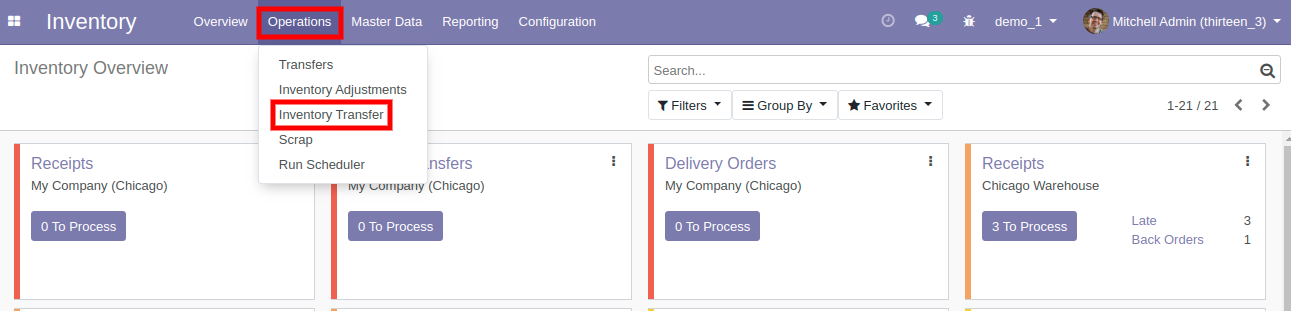 Inventory Overview Operations Master Data Reporting Configuration 3 demo_1 Mitchell Admin (thirteen_3)
Inventory Overview
Search...
Filters Group By Favorites 1-21 / 21
Transfers
Inventory Adjustments
Inventory Transfer
Scrap
Run Scheduler
Receipts
My Company (Chicago)
0 To Process
nsfers
My Company (Chicago)
0 To Process
Delivery Orders
My Company (Chicago)
0 To Process
Receipts
Chicago Warehouse
3 To Process
Late 3
Back Orders 1